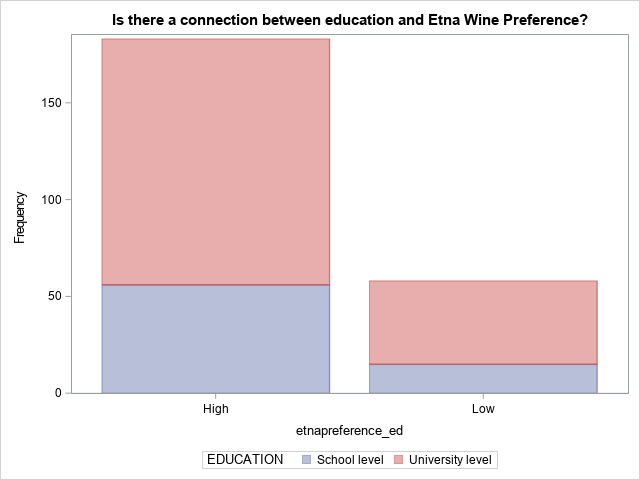 Is there a connection between education and Etna Wine Preference?
Frequency
150
100
50
0
High
Low
etnapreference_ed
EDUCATION
School level
University level